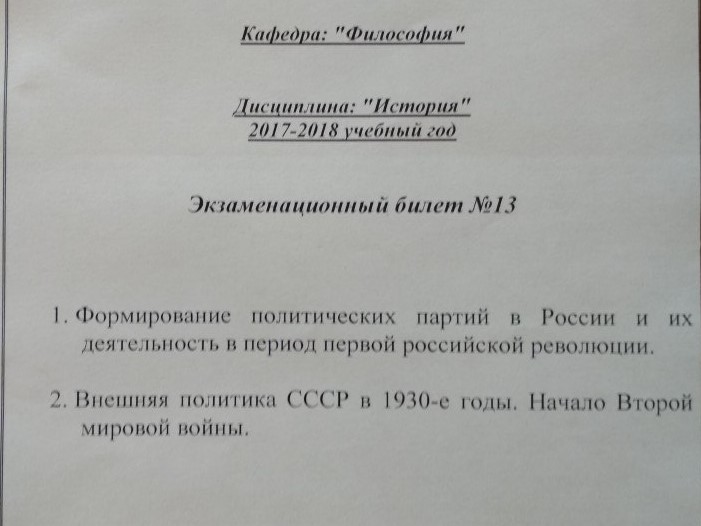 Кафедра: "Философия"
Дисциплина: "История"
2017-2018 учебный год
Экзаменационный билет №13
1. Формирование политических партий в России и их
деятельность в период первой российской революции.
2. Внешняя политика СССР в 1930-е годы. Начало Второй
мировой войны.